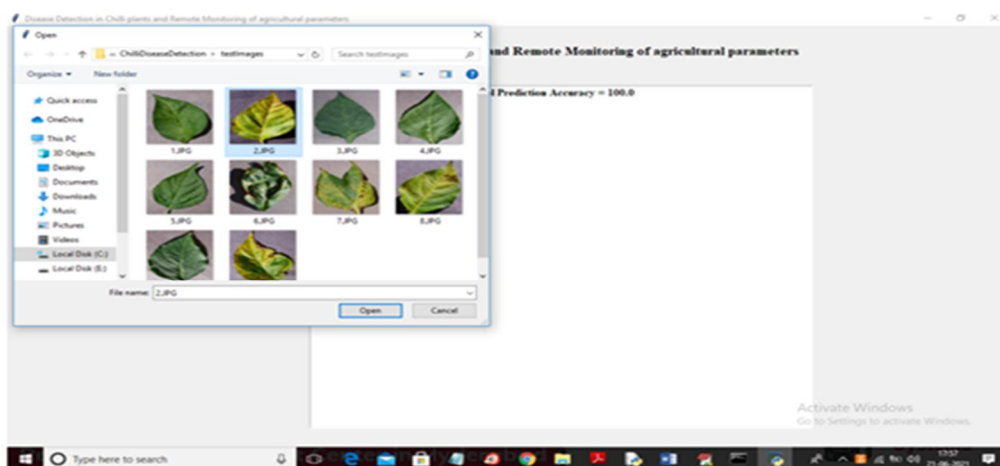 Disease Detection in Chilli plants and Remote Monitoring of agricultural parameters
Open
ChilliDiseaseDetection > testImages
Search testImages
Organize
New folder
and Remote Monitoring of agricultural parameters
Prediction Accuracy = 100.0
Quick access
OneDrive
This PC
3D Objects
Desktop
Documents
Downloads
Music
Pictures
Videos
Local Disk (C:)
Local Disk (E:)
1.JPG
2.JPG
3.JPG
4.JPG
5.JPG
6.JPG
7.JPG
8.JPG
File name: 2.JPG
Open
Cancel
Activate Windows
Go to Settings to activate Windows.
Type here to search
17:57